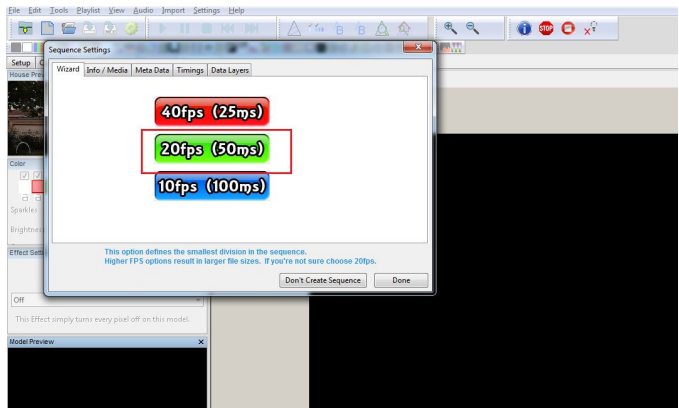 File Edit Tools Playlist View Audio Import Settings Help
STOP
Sequence Settings
Setup
House Prev
Wizard Info / Media Meta Data Timings Data Layers
40fps (25ms)
20fps (50ms)
10fps (100ms)
Color
Sparkles
Brightnes
This option defines the smallest division in the sequence.
Effect Setti
Higher FPS options result in larger file sizes. If you're not sure choose 20fps.
Don't Create Sequence Done
Off
This Effect simply turns every pixel off on this model.
Model Preview